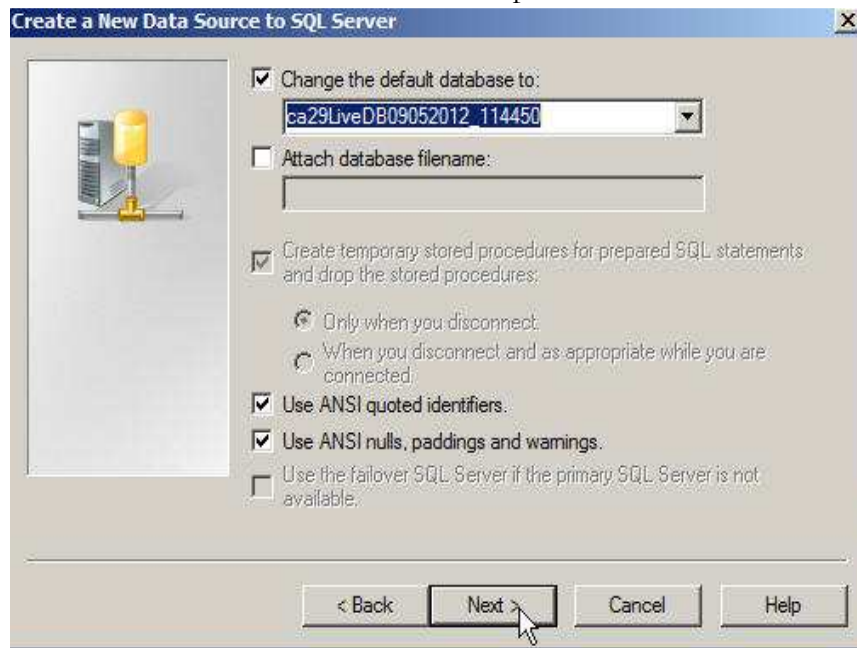 Create a New Data Source to SQL Server
Change the default database to:
ca29LiveDB09052012_114450
Attach database filename:
Create temporary stored procedures for prepared SQL statements
and drop the stored procedures:
Only when you disconnect.
When you disconnect and as appropriate while you are
connected.
Use ANSI quoted identifiers.
Use ANSI nulls, paddings and warnings.
Use the failover SQL Server if the primary SQL Server is not
available.
< Back Next > Cancel Help